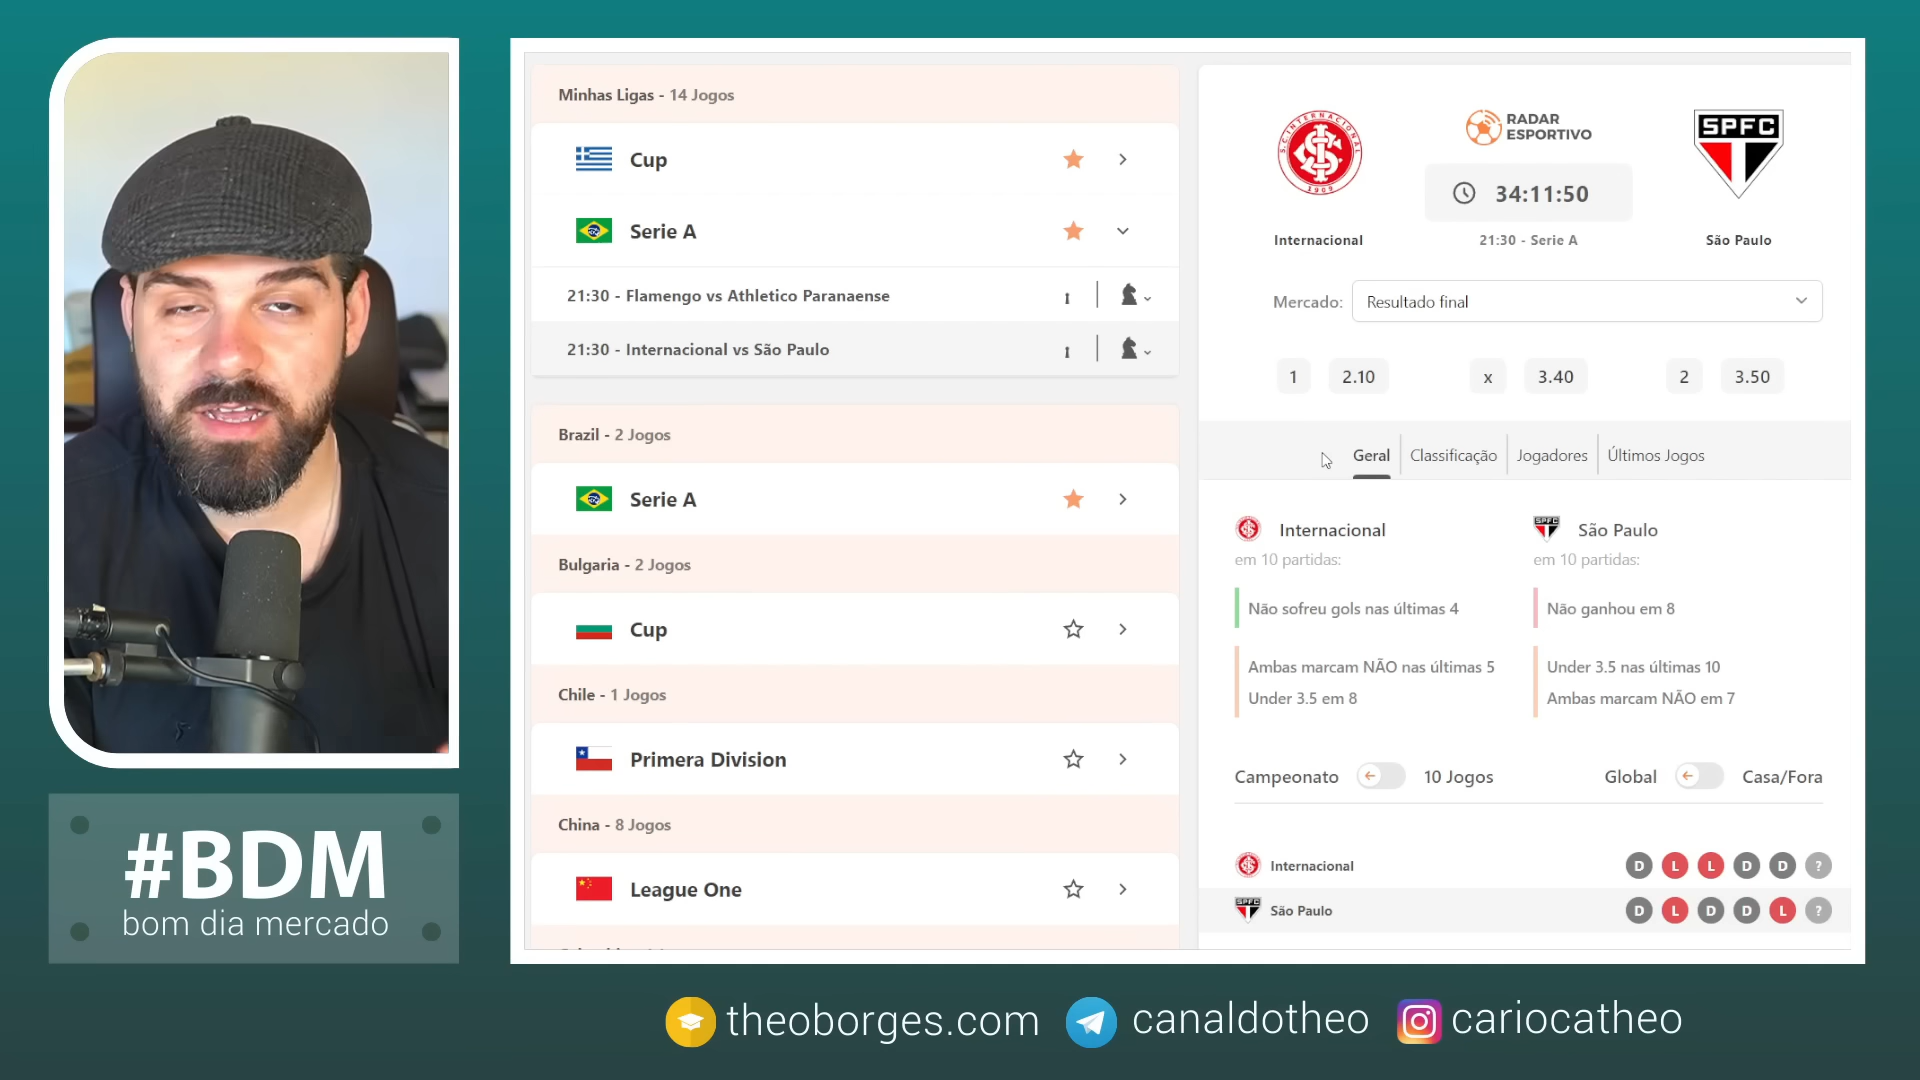 Minhas Ligas - 14 Jogos
Cup
Serie A
21:30 - Flamengo vs Athletico Paranaense
21:30 - Internacional vs São Paulo
Brazil - 2 Jogos
Serie A
Bulgaria - 2 Jogos
Cup
Chile - 1 Jogos
Primera Division
China - 8 Jogos
League One
S.C. INTERNACIONAL
1909
RADAR
ESPORTIVO
SPFC
34:11:50
Internacional
21:30 - Serie A
São Paulo
Mercado: Resultado final
1 2.10 x 3.40 2 3.50
Geral Classificação Jogadores Últimos Jogos
Internacional
em 10 partidas:
Não sofreu gols nas últimas 4
Ambas marcam NÃO nas últimas 5
Under 3.5 em 8
SPFC São Paulo
em 10 partidas:
Não ganhou em 8
Under 3.5 nas últimas 10
Ambas marcam NÃO em 7
Campeonato 10 Jogos Global Casa/Fora
Internacional D L L D D ?
SPFC São Paulo D L D D L ?
#BDM
bom dia mercado
theoborges.com canaldotheo cariocatheo